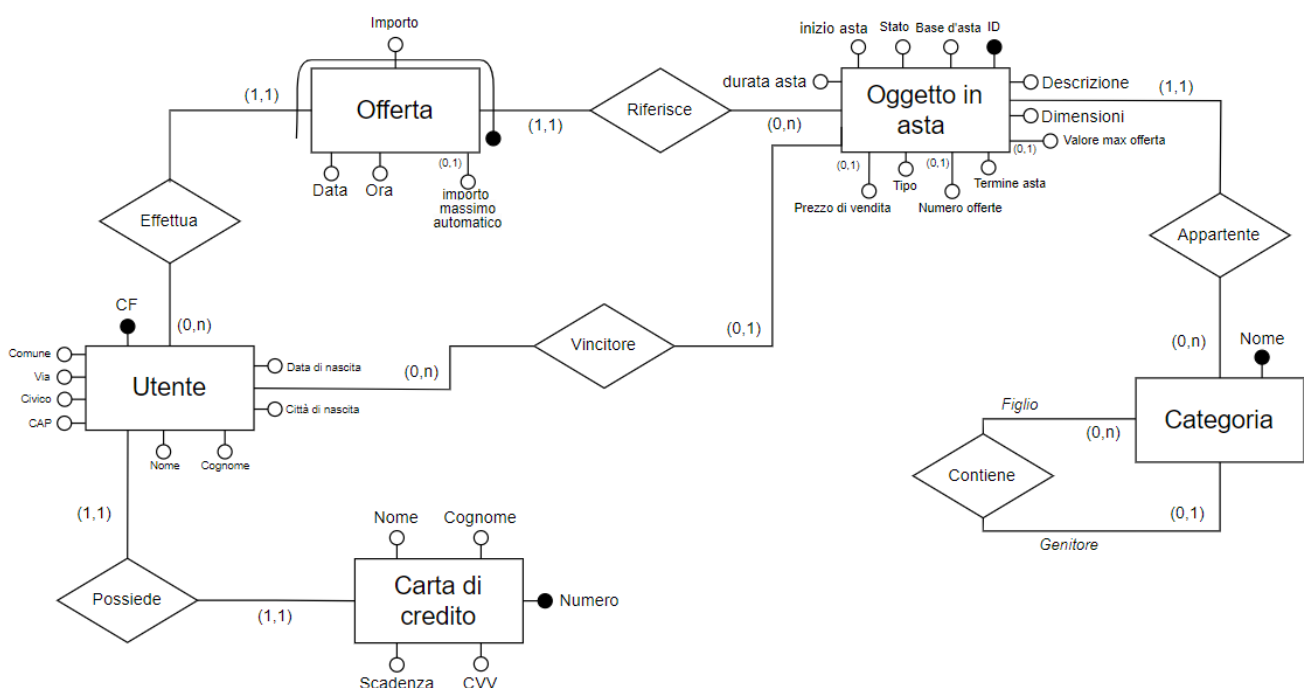 Importo
(1,1)
Offerta
(1,1)
Data
Ora
(0,1)
importo
massimo
automatico
Riferisce
(0,n)
inizio asta
Stato
Base d'asta
ID
durata asta
Oggetto in
asta
Descrizione
Dimensioni
(0,1)
Valore max offerta
(0,1)
Prezzo di vendita
Tipo
(0,1)
Numero offerte
Termine asta
(1,1)
Appartente
(0,n)
Effettua
(0,n)
CF
Comune
Via
Civico
CAP
Utente
Data di nascita
Città di nascita
Nome
Cognome
(0,n)
Vincitore
(0,1)
Nome
Categoria
Figlio
(0,n)
Contiene
(0,1)
Genitore
(1,1)
Possiede
(1,1)
Nome
Cognome
Carta di
credito
Numero
Scadenza
CVV